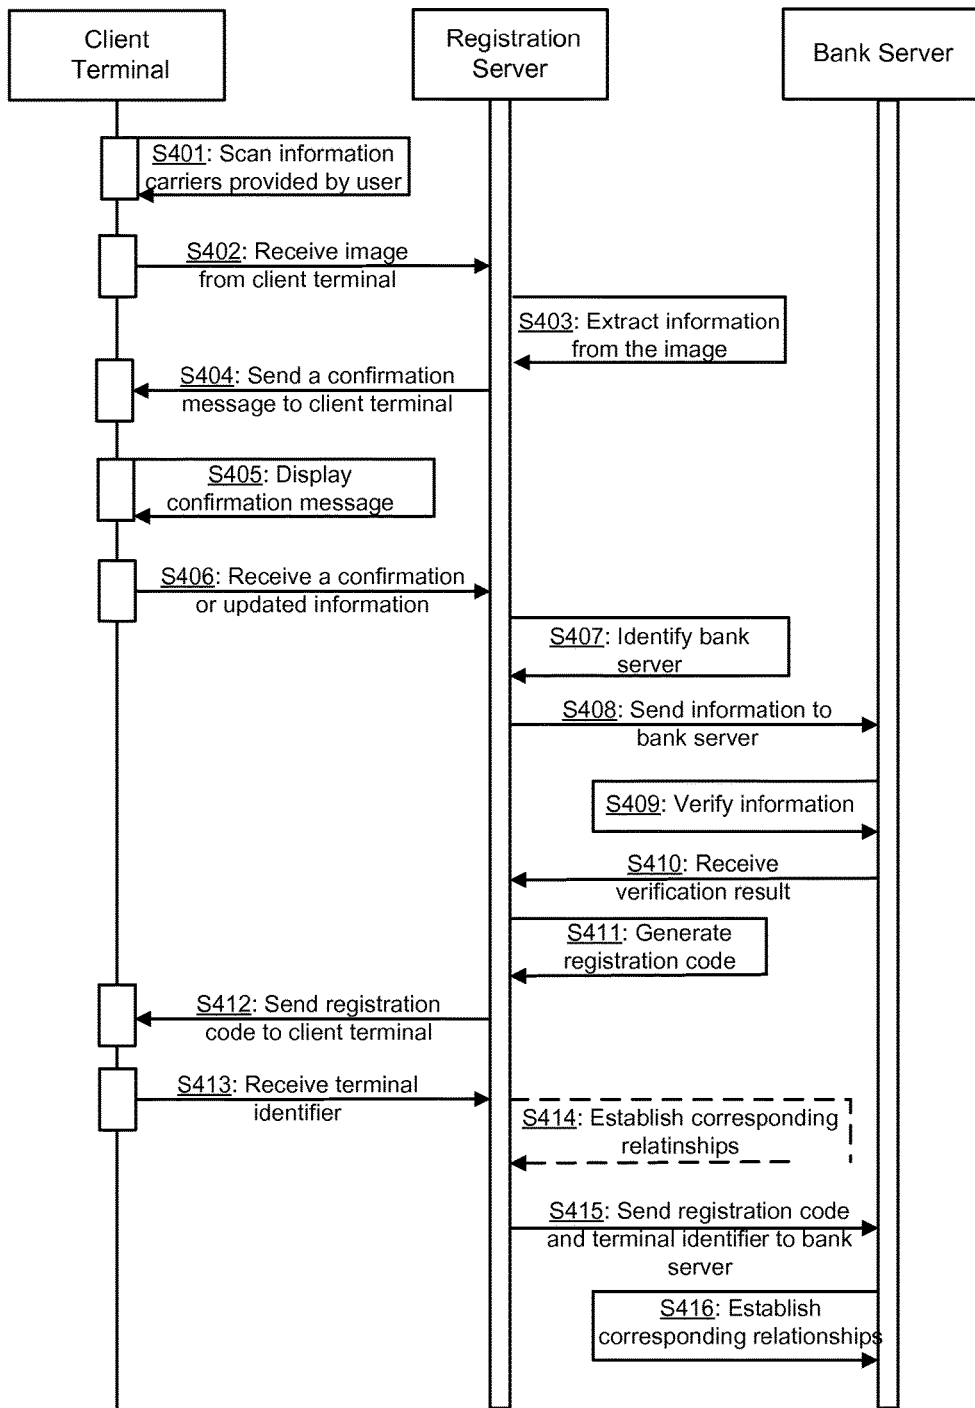 Client
Terminal
Registration
Server
Bank Server
S401: Scan information
carriers provided by user
S402: Receive image
from client terminal
S403: Extract information
from the image
S404: Send a confirmation
message to client terminal
S405: Display
confirmation message
S406: Receive a confirmation
or updated information
S407: Identify bank
server
S408: Send information to
bank server
S409: Verify information
S410: Receive
verification result
S411: Generate
registration code
S412: Send registration
code to client terminal
S413: Receive terminal
identifier
S414: Establish corresponding
relatinships
S415: Send registration code
and terminal identifier to bank
server
S416: Establish
corresponding relationships